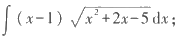 ∫ (x−1) √(x²+2x−5) dx;